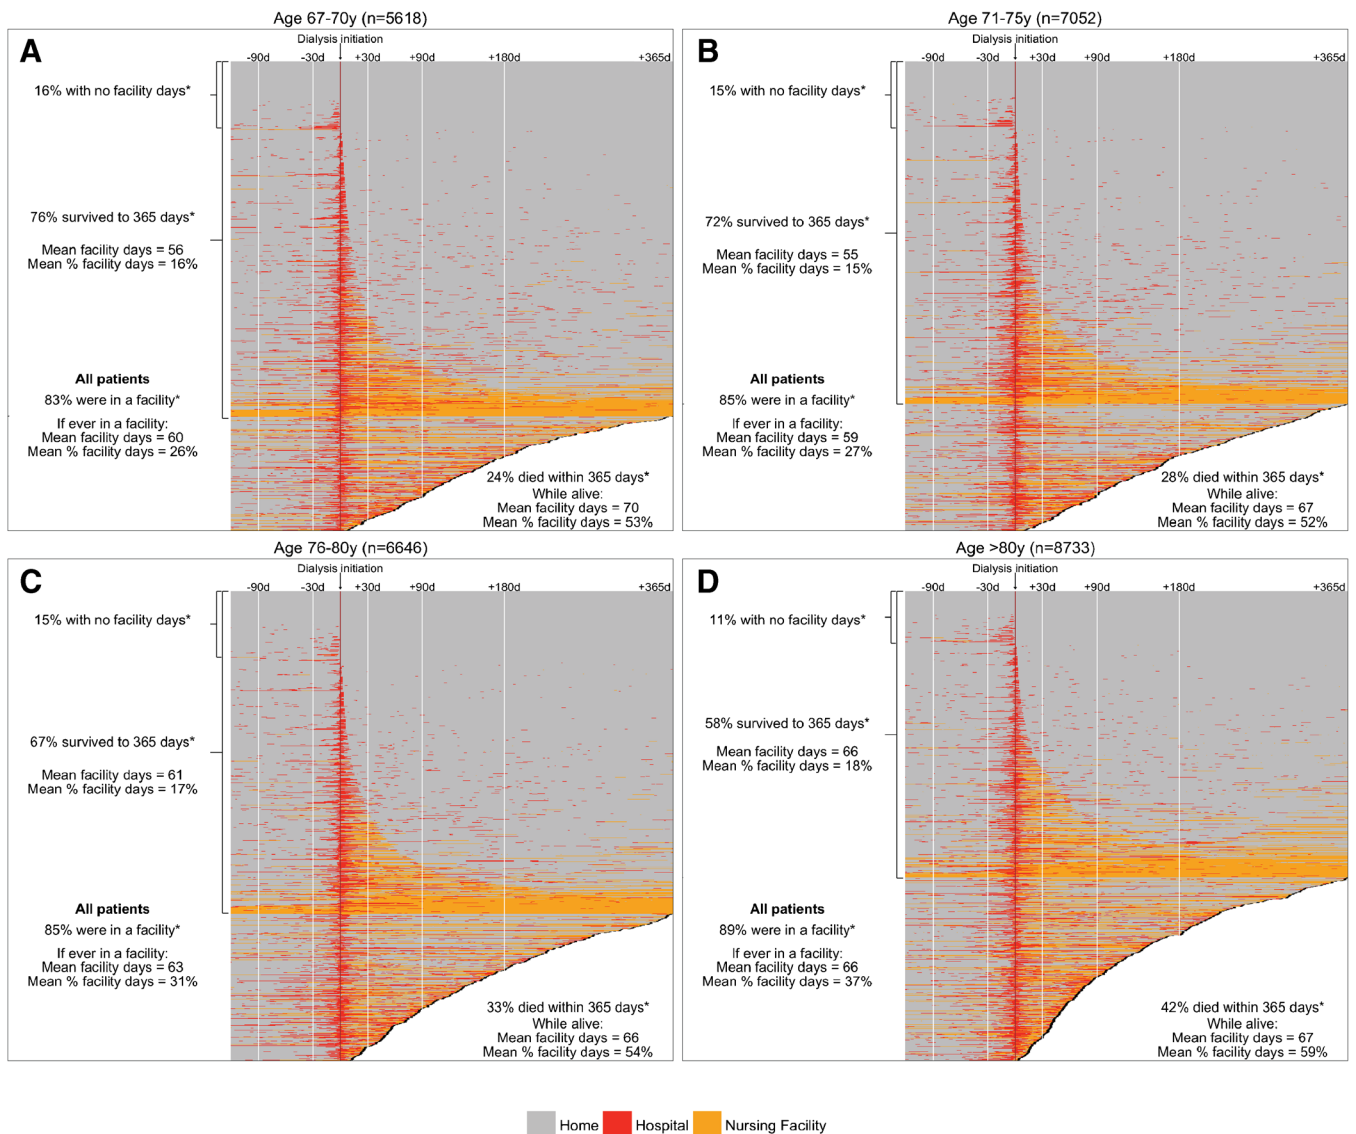 Age 67-70y (n=5618)
A
Dialysis initiation
-90d -30d +30d +90d +180d +365d
16% with no facility days*
76% survived to 365 days*
Mean facility days = 56
Mean % facility days = 16%
All patients
83% were in a facility*
If ever in a facility:
Mean facility days = 60
Mean % facility days = 26%
24% died within 365 days*
While alive:
Mean facility days = 70
Mean % facility days = 53%
Age 71-75y (n=7052)
B
Dialysis initiation
-90d -30d +30d +90d +180d +365d
15% with no facility days*
72% survived to 365 days*
Mean facility days = 55
Mean % facility days = 15%
All patients
85% were in a facility*
If ever in a facility:
Mean facility days = 59
Mean % facility days = 27%
28% died within 365 days*
While alive:
Mean facility days = 67
Mean % facility days = 52%
Age 76-80y (n=6646)
C
Dialysis initiation
-90d -30d +30d +90d +180d +365d
15% with no facility days*
67% survived to 365 days*
Mean facility days = 61
Mean % facility days = 17%
All patients
85% were in a facility*
If ever in a facility:
Mean facility days = 63
Mean % facility days = 31%
33% died within 365 days*
While alive:
Mean facility days = 66
Mean % facility days = 54%
Age >80y (n=8733)
D
Dialysis initiation
-90d -30d +30d +90d +180d +365d
11% with no facility days*
58% survived to 365 days*
Mean facility days = 66
Mean % facility days = 18%
All patients
89% were in a facility*
If ever in a facility:
Mean facility days = 66
Mean % facility days = 37%
42% died within 365 days*
While alive:
Mean facility days = 67
Mean % facility days = 59%
Home Hospital Nursing Facility